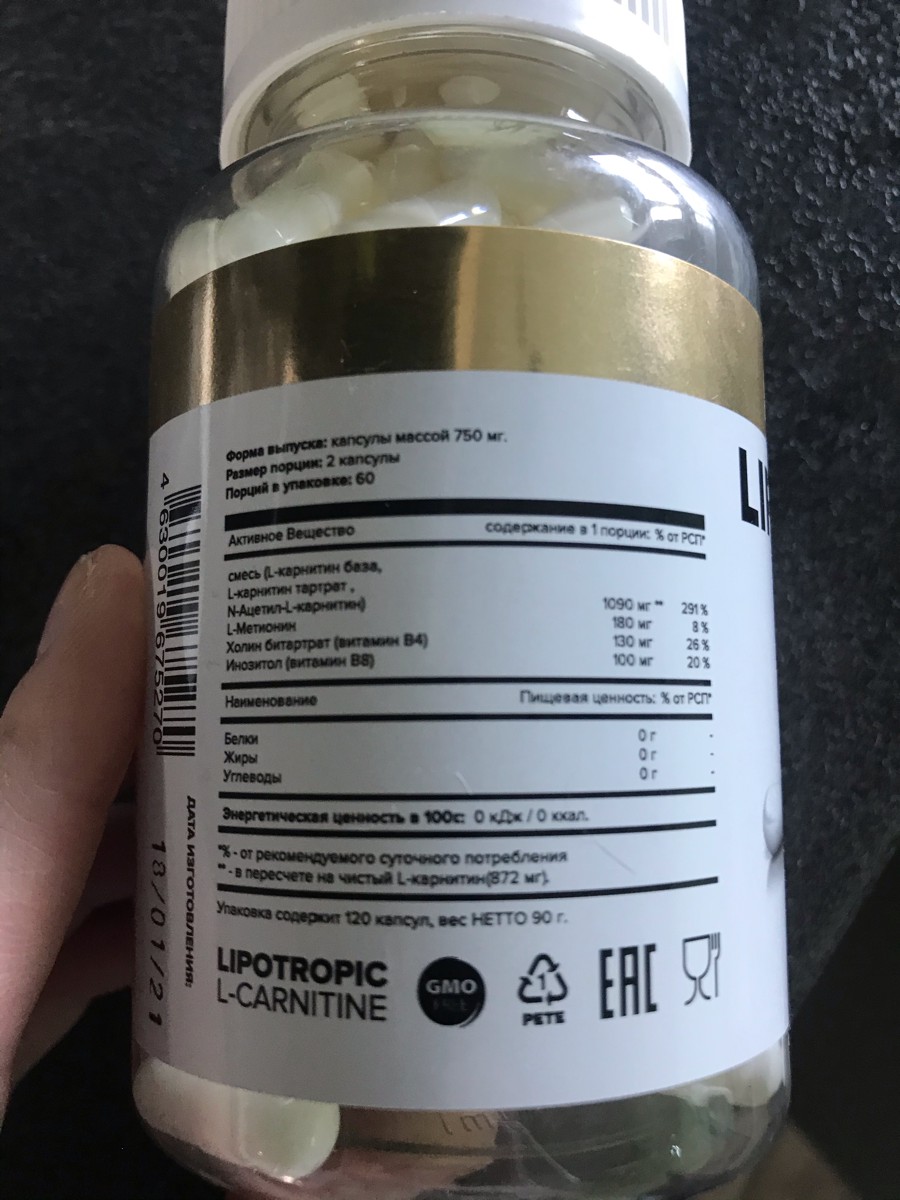 Форма выпуска: капсулы массой 750 мг.
Размер порции: 2 капсулы
Порций в упаковке: 60
Активное Вещество содержание в 1 порции: % от РСП*
смесь (L-карнитин база,
L-карнитин тартрат ,
N-Ацетил-L-карнитин) 1090 мг ** 291 %
L-Метионин 180 мг 8 %
Холин битартрат (витамин B4) 130 мг 26 %
Инозитол (витамин B8) 100 мг 20 %
Наименование Пищевая ценность: % от РСП*
Белки 0 г -
Жиры 0 г -
Углеводы 0 г -
Энергетическая ценность в 100г: 0 кДж / 0 ккал.
*% - от рекомендуемого суточного потребления
** - в пересчете на чистый L-карнитин(872 мг).
Упаковка содержит 120 капсул, вес НЕТТО 90 г.
LIPOTROPIC
L-CARNITINE
GMO
FREE
1
PETE
EAC
4 630019 675270
ДАТА ИЗГОТОВЛЕНИЯ:
18/01/21